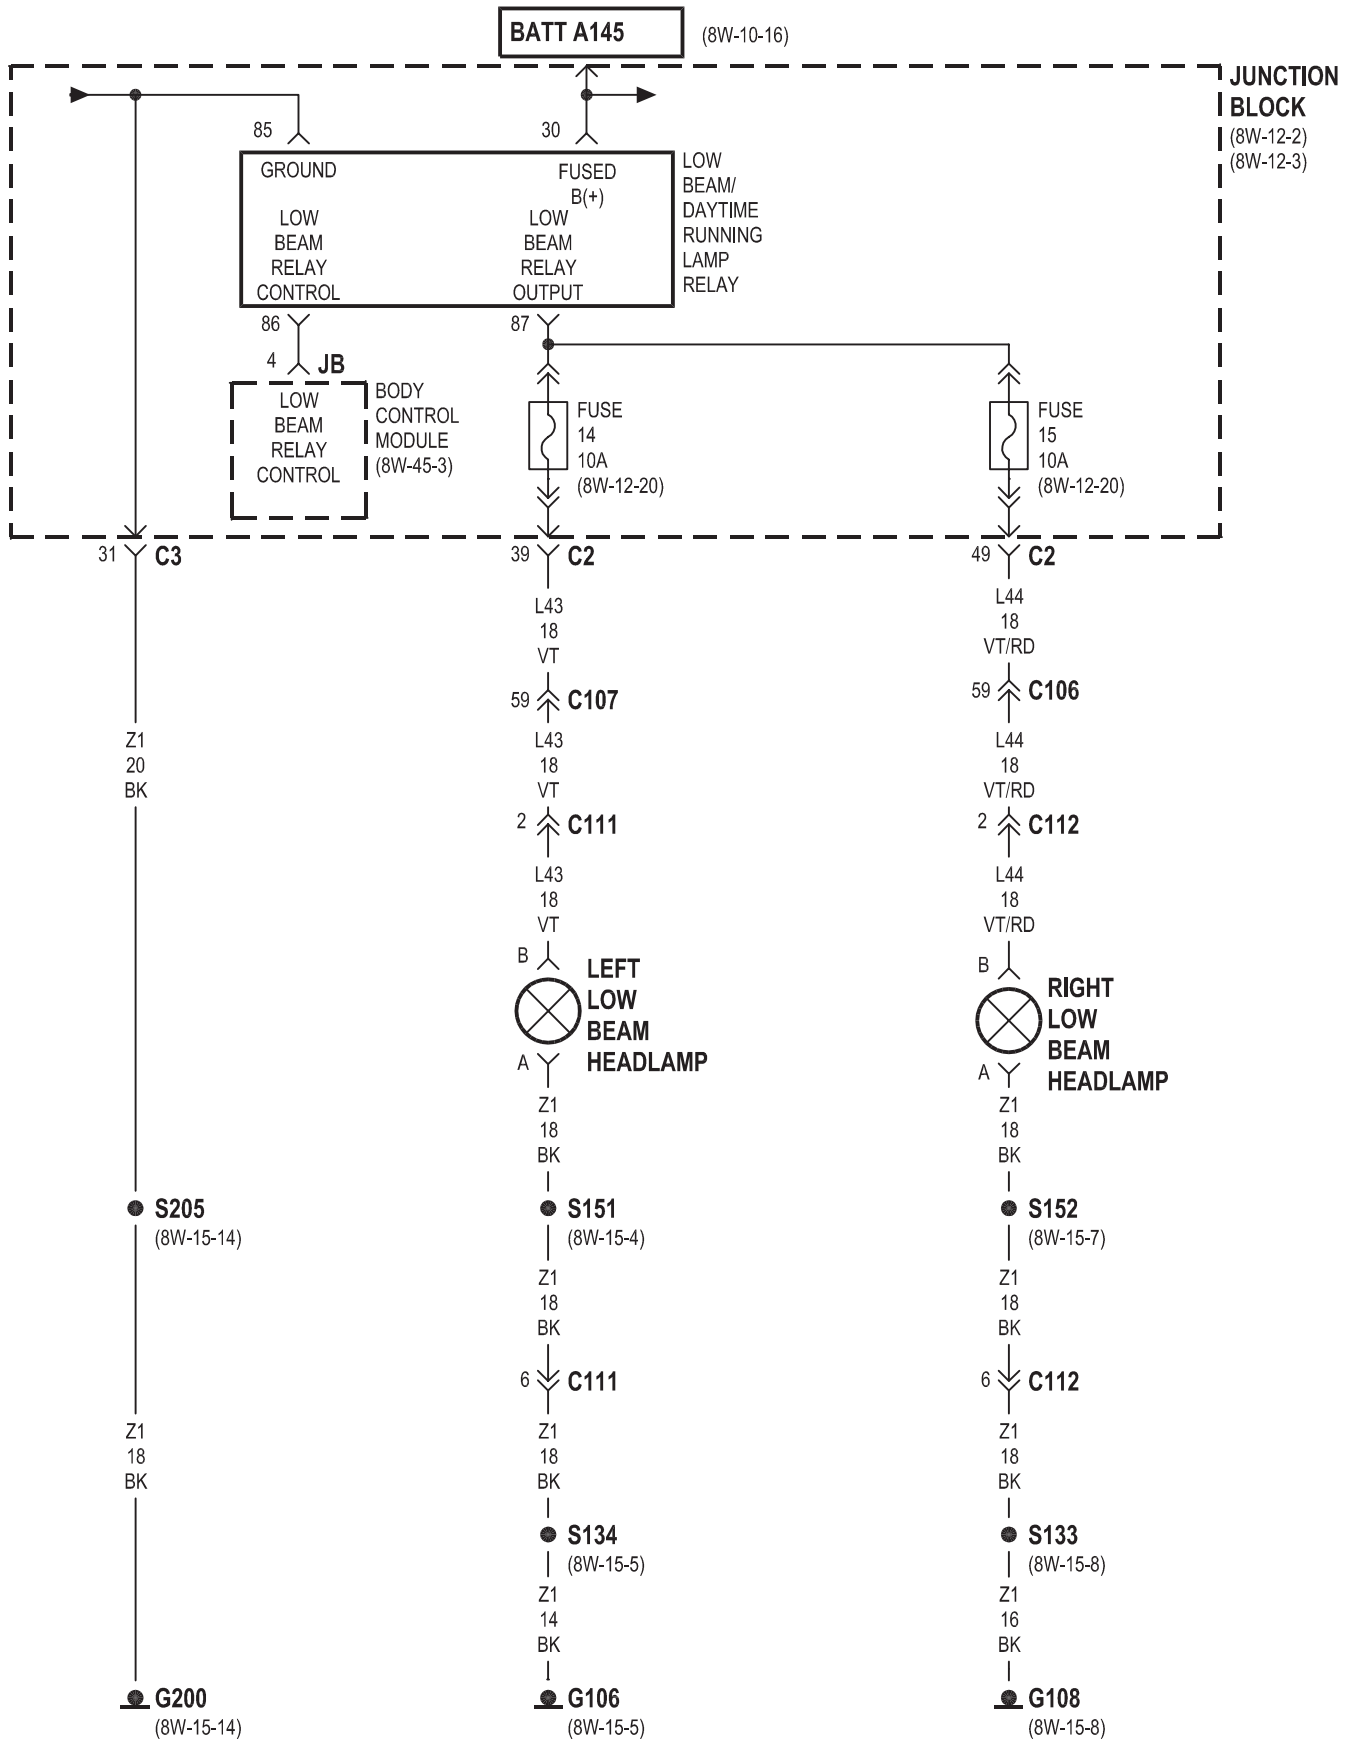 BATT A145
(8W-10-16)
JUNCTION
BLOCK
(8W-12-2)
(8W-12-3)
85
30
GROUND
FUSED
B(+)
LOW
BEAM
RELAY
CONTROL
LOW
BEAM
RELAY
OUTPUT
LOW
BEAM/
DAYTIME
RUNNING
LAMP
RELAY
86
87
4
JB
LOW
BEAM
RELAY
CONTROL
BODY
CONTROL
MODULE
(8W-45-3)
FUSE
14
10A
(8W-12-20)
FUSE
15
10A
(8W-12-20)
31
C3
39
C2
49
C2
L43
18
VT
L44
18
VT/RD
59
C107
59
C106
Z1
20
BK
L43
18
VT
L44
18
VT/RD
2
C111
2
C112
L43
18
VT
L44
18
VT/RD
B
LEFT
LOW
BEAM
HEADLAMP
A
B
RIGHT
LOW
BEAM
HEADLAMP
A
Z1
18
BK
Z1
18
BK
S205
(8W-15-14)
S151
(8W-15-4)
S152
(8W-15-7)
Z1
18
BK
Z1
18
BK
6
C111
6
C112
Z1
18
BK
Z1
18
BK
Z1
18
BK
S134
(8W-15-5)
S133
(8W-15-8)
Z1
14
BK
Z1
16
BK
G200
(8W-15-14)
G106
(8W-15-5)
G108
(8W-15-8)